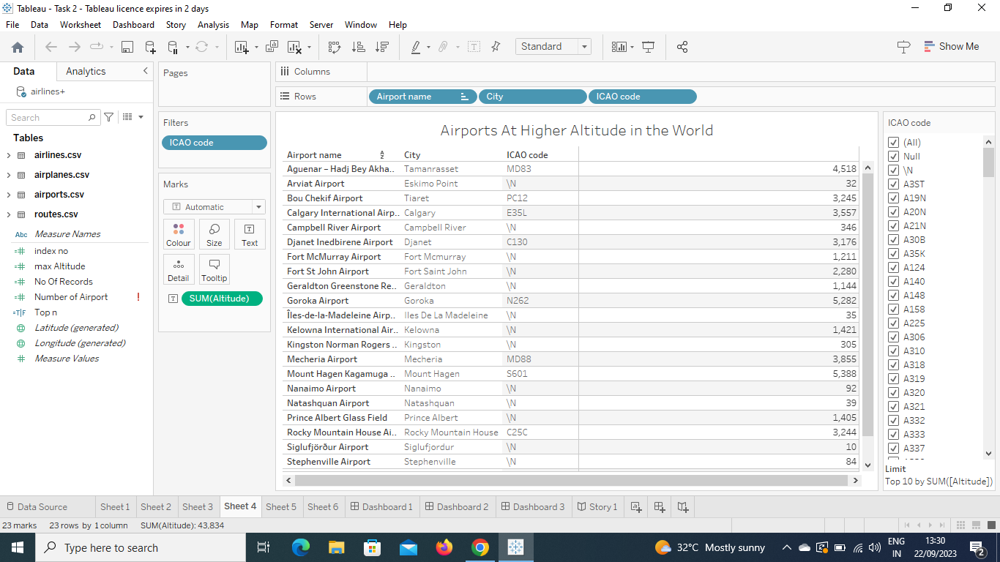 Tableau - Task 2 - Tableau licence expires in 2 days
File Data Worksheet Dashboard Story Analysis Map Format Server Window Help
Standard
Show Me
Data Analytics
airlines+
Search
Tables
airlines.csv
airplanes.csv
airports.csv
routes.csv
Abc Measure Names
index no
max Altitude
No Of Records
Number of Airport !
=T|F Top n
Latitude (generated)
Longitude (generated)
Measure Values
Pages
Filters
ICAO code
Marks
Automatic
Colour Size Text
Detail Tooltip
SUM(Altitude)
Columns
Rows Airport name City ICAO code
Airports At Higher Altitude in the World
Airport name City ICAO code
Aguenar – Hadj Bey Akha.. Tamanrasset MD83 4,518
Arviat Airport Eskimo Point \N 32
Bou Chekif Airport Tiaret PC12 3,245
Calgary International Airp.. Calgary E35L 3,557
Campbell River Airport Campbell River \N 346
Djanet Inedbirene Airport Djanet C130 3,176
Fort McMurray Airport Fort Mcmurray \N 1,211
Fort St John Airport Fort Saint John \N 2,280
Geraldton Greenstone Re.. Geraldton \N 1,144
Goroka Airport Goroka N262 5,282
Îles-de-la-Madeleine Airp.. Iles De La Madeleine \N 35
Kelowna International Air.. Kelowna \N 1,421
Kingston Norman Rogers .. Kingston \N 305
Mecheria Airport Mecheria MD88 3,855
Mount Hagen Kagamuga .. Mount Hagen S601 5,388
Nanaimo Airport Nanaimo \N 92
Natashquan Airport Natashquan \N 39
Prince Albert Glass Field Prince Albert \N 1,405
Rocky Mountain House Ai.. Rocky Mountain House C25C 3,244
Siglufjörður Airport Siglufjordur \N 10
Stephenville Airport Stephenville \N 84
ICAO code
(All)
Null
\N
A3ST
A19N
A20N
A21N
A30B
A35K
A124
A140
A148
A158
A225
A306
A310
A318
A319
A320
A321
A332
A333
A337
Limit
Top 10 by SUM([Altitude])
Data Source Sheet 1 Sheet 2 Sheet 3 Sheet 4 Sheet 5 Sheet 6 Dashboard 1 Dashboard 2 Dashboard 3 Story 1
23 marks 23 rows by 1 column SUM(Altitude): 43,834
Type here to search
32°C Mostly sunny
ENG
IN
13:30
22/09/2023
2